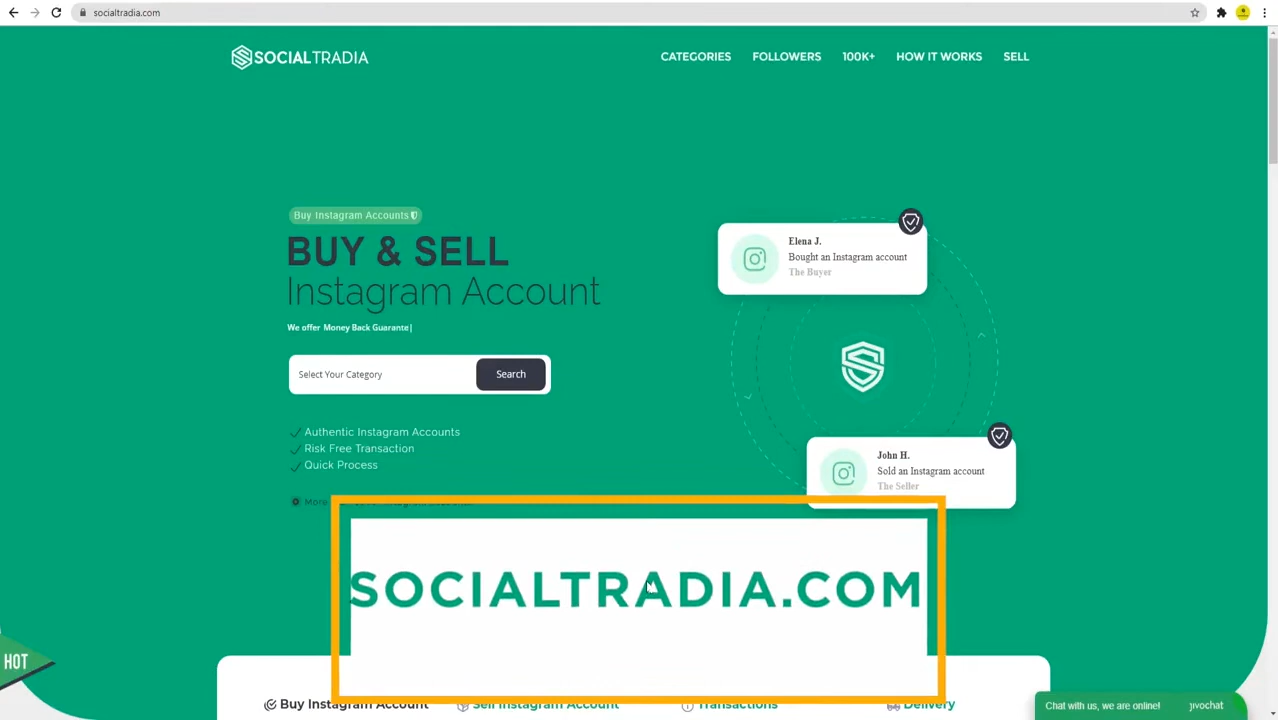 socialtradia.com
SOCIALTRADIA
CATEGORIES FOLLOWERS 100K+ HOW IT WORKS SELL
Buy Instagram Accounts
BUY & SELL
Instagram Account
We offer Money Back Guarante|
Select Your Category
Search
Authentic Instagram Accounts
Risk Free Transaction
Quick Process
More
Elena J.
Bought an Instagram account
The Buyer
John H.
Sold an Instagram account
The Seller
SOCIALTRADIA.COM
HOT
Buy Instagram Account Sell Instagram Account Transactions Delivery
Chat with us, we are online! jivochat